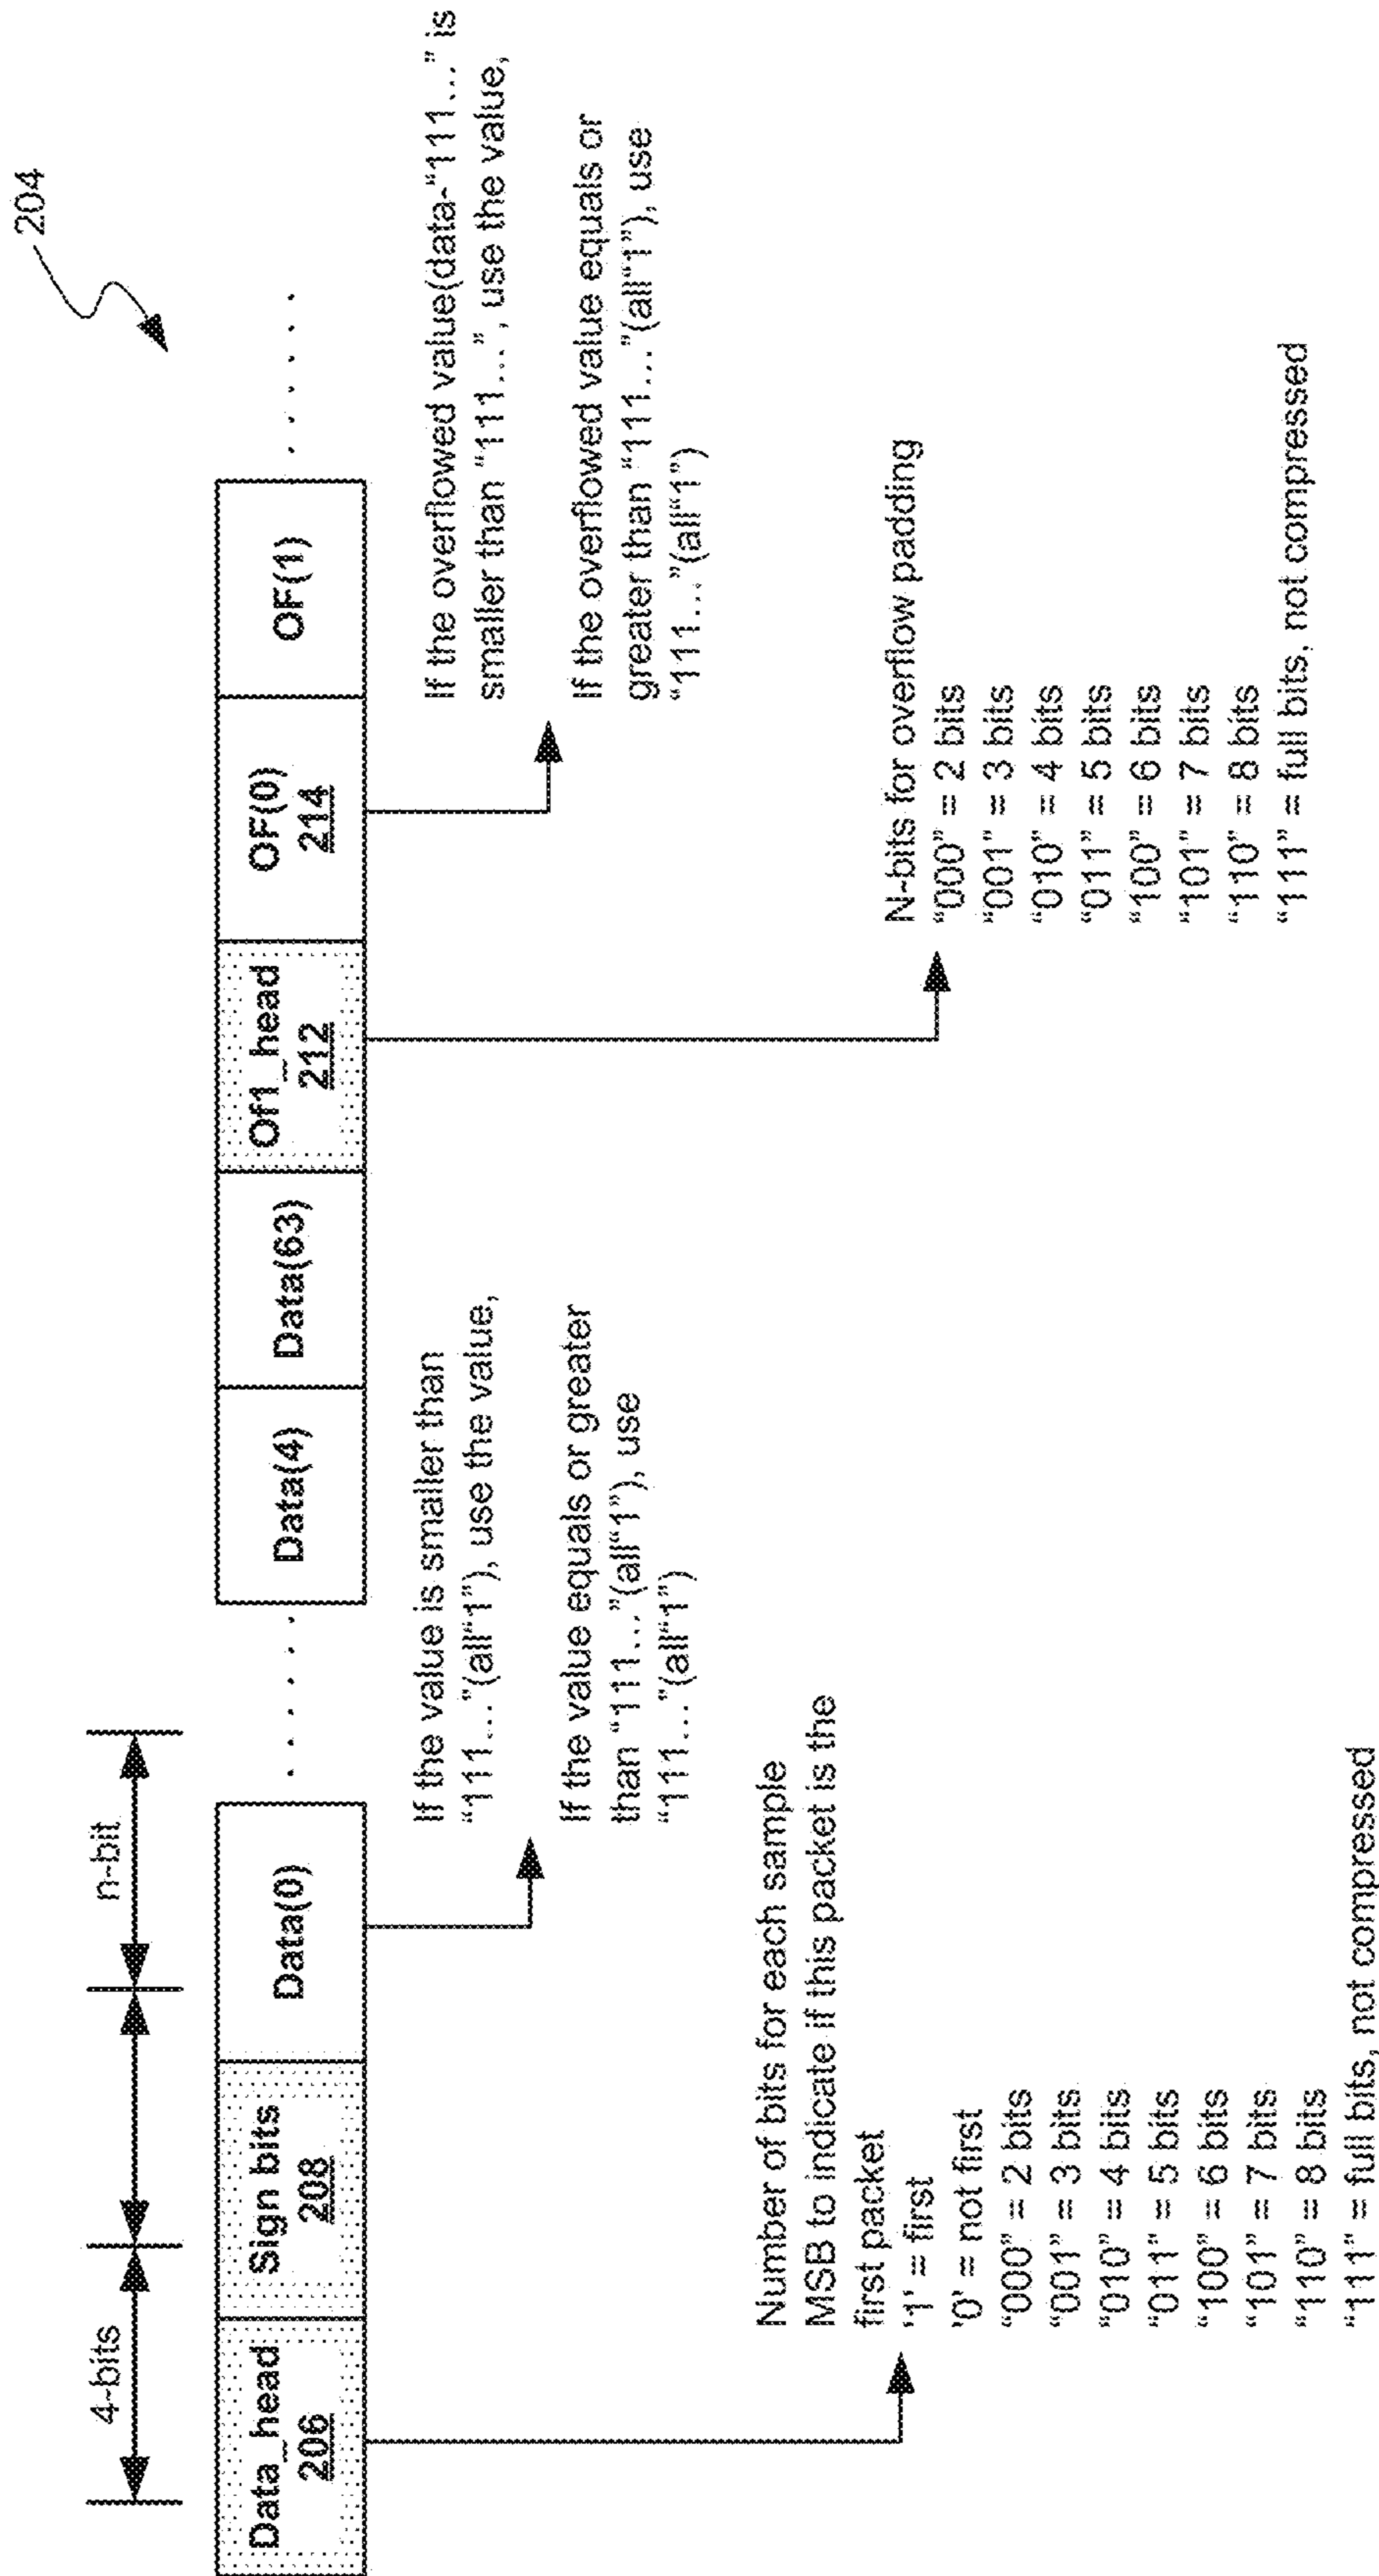 204
4-bits
n-bit
Data_head
206
Sign bits
208
Data(0)
. . . . .
Data(4)
Data(63)
Of1_head
212
OF(0)
214
OF(1)
. . . . .
If the value is smaller than
“111...”(all“1”), use the value,
If the value equals or greater
than “111...”(all“1”), use
“111...”(all“1”)
If the overflowed value(data-“111...” is
smaller than “111...”, use the value,
If the overflowed value equals or
greater than “111...”(all“1”), use
“111...”(all“1”)
Number of bits for each sample
MSB to indicate if this packet is the
first packet
‘1’ = first
‘0’ = not first
“000” = 2 bits
“001” = 3 bits
“010” = 4 bits
“011” = 5 bits
“100” = 6 bits
“101” = 7 bits
“110” = 8 bits
“111” = full bits, not compressed
N-bits for overflow padding
“000” = 2 bits
“001” = 3 bits
“010” = 4 bits
“011” = 5 bits
“100” = 6 bits
“101” = 7 bits
“110” = 8 bits
“111” = full bits, not compressed